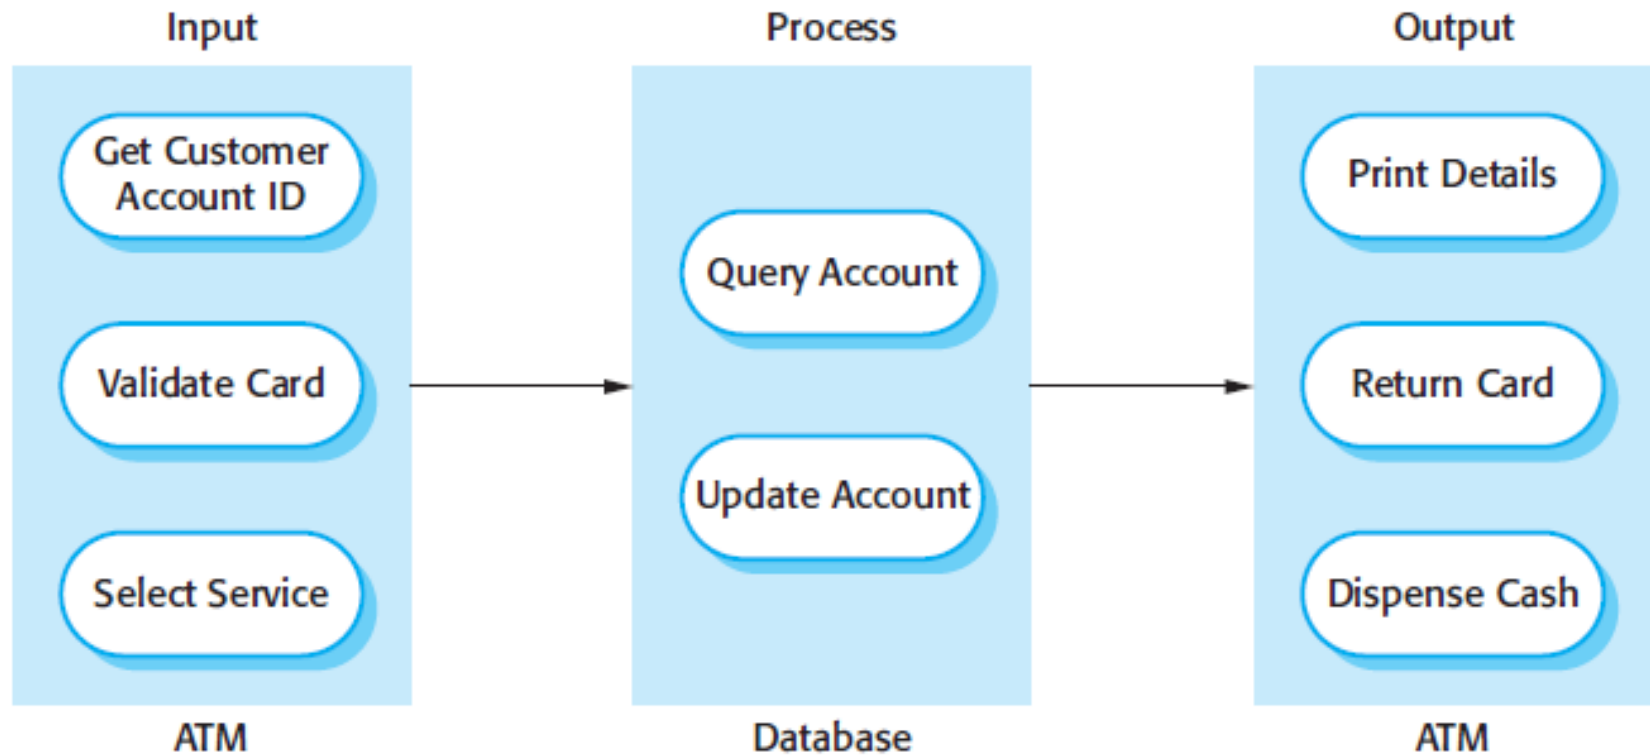 Input
Get Customer
Account ID
Validate Card
Select Service
ATM
Process
Query Account
Update Account
Database
Output
Print Details
Return Card
Dispense Cash
ATM